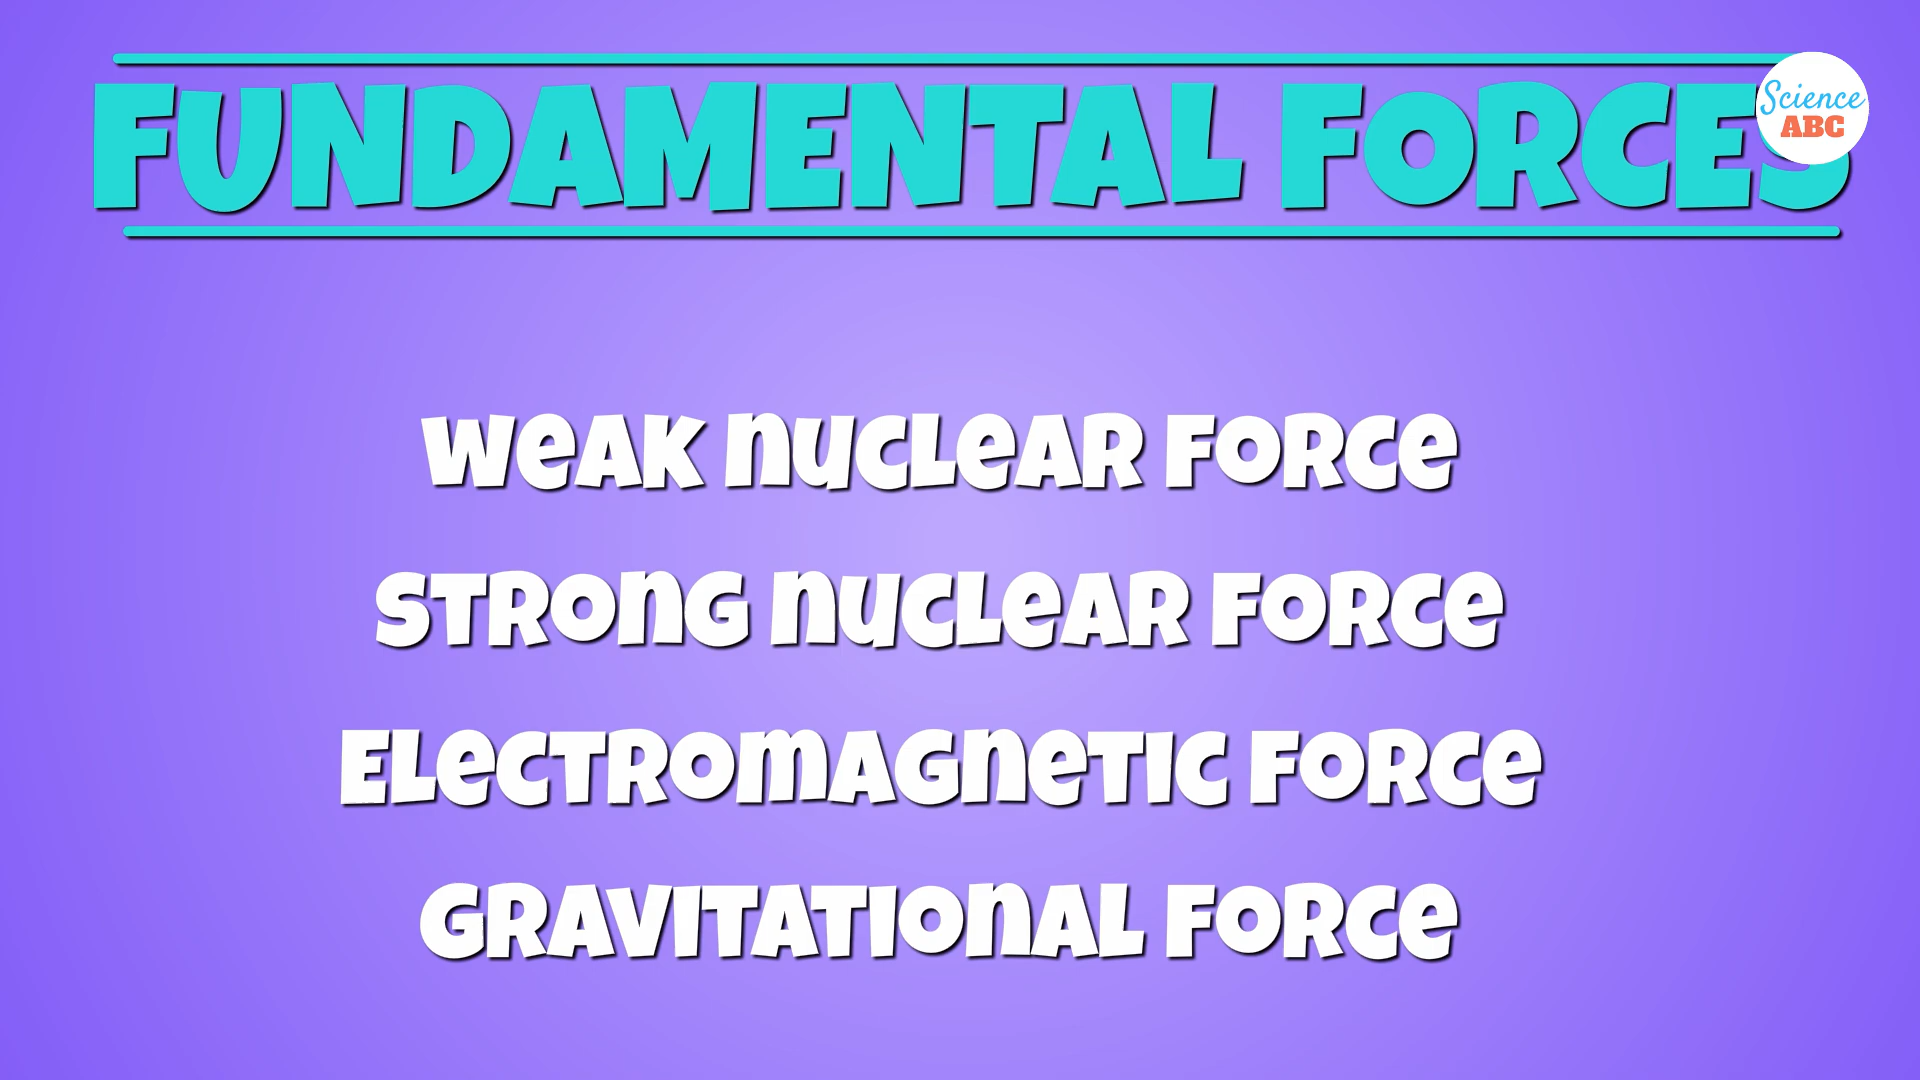 FUNDAMENTAL FORCES
Science
ABC
Weak Nuclear Force
Strong Nuclear Force
Electromagnetic Force
Gravitational Force